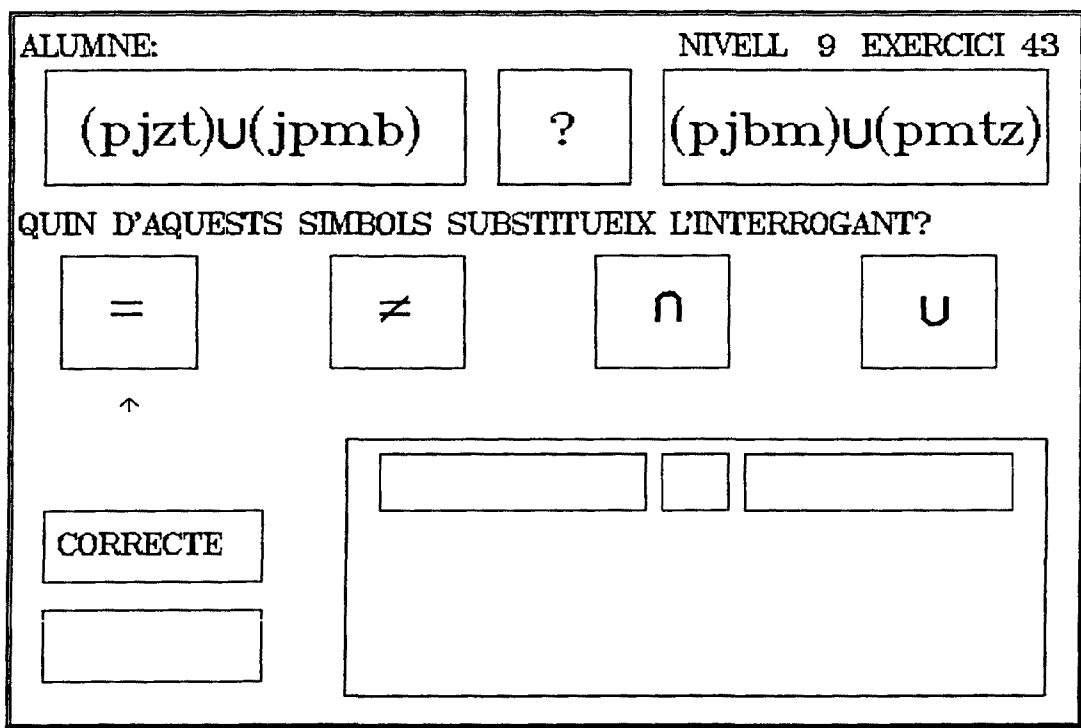 ALUMNE: NIVELL 9 EXERCICI 43
(pjzt)∪(jpmb) ? (pjbm)∪(pmtz)
QUIN D'AQUESTS SIMBOLS SUBSTITUEIX L'INTERROGANT?
= ≠ ∩ ∪
↑
CORRECTE